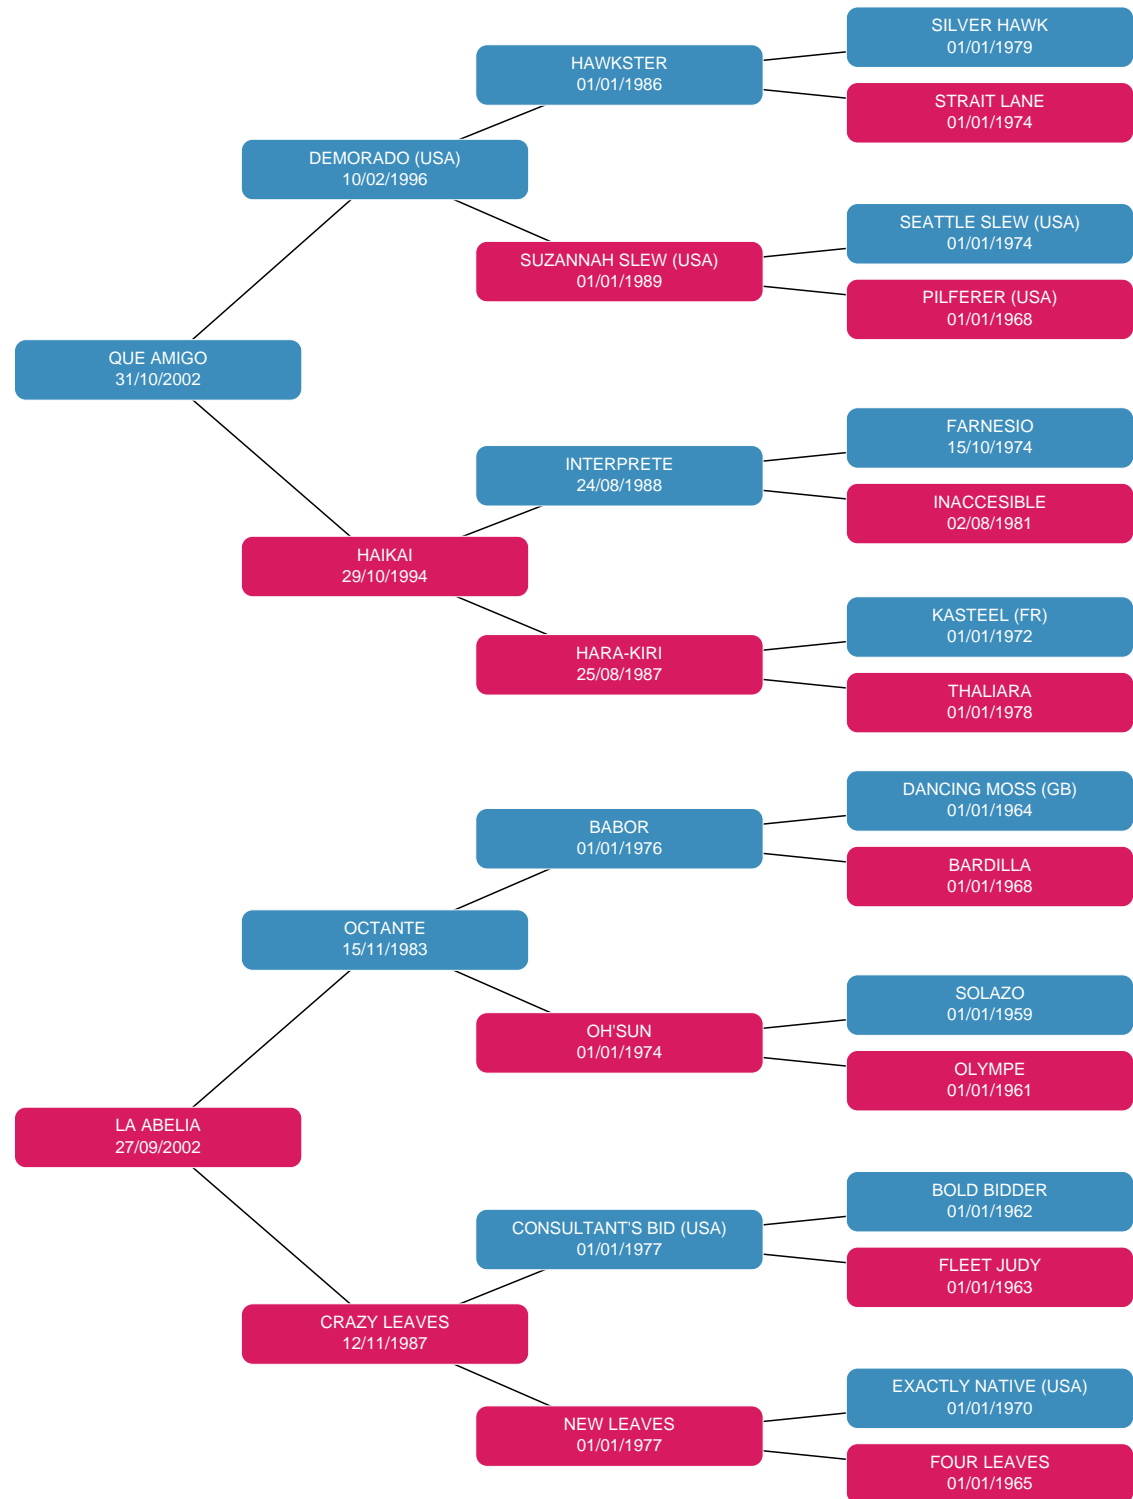 SILVER HAWK
01/01/1979
HAWKSTER
01/01/1986
STRAIT LANE
01/01/1974
DEMORADO (USA)
10/02/1996
SEATTLE SLEW (USA)
01/01/1974
SUZANNAH SLEW (USA)
01/01/1989
PILFERER (USA)
01/01/1968
QUE AMIGO
31/10/2002
FARNESIO
15/10/1974
INTERPRETE
24/08/1988
INACCESIBLE
02/08/1981
HAIKAI
29/10/1994
KASTEEL (FR)
01/01/1972
HARA-KIRI
25/08/1987
THALIARA
01/01/1978
DANCING MOSS (GB)
01/01/1964
BABOR
01/01/1976
BARDILLA
01/01/1968
OCTANTE
15/11/1983
SOLAZO
01/01/1959
OH'SUN
01/01/1974
OLYMPE
01/01/1961
LA ABELIA
27/09/2002
BOLD BIDDER
01/01/1962
CONSULTANT'S BID (USA)
01/01/1977
FLEET JUDY
01/01/1963
CRAZY LEAVES
12/11/1987
EXACTLY NATIVE (USA)
01/01/1970
NEW LEAVES
01/01/1977
FOUR LEAVES
01/01/1965